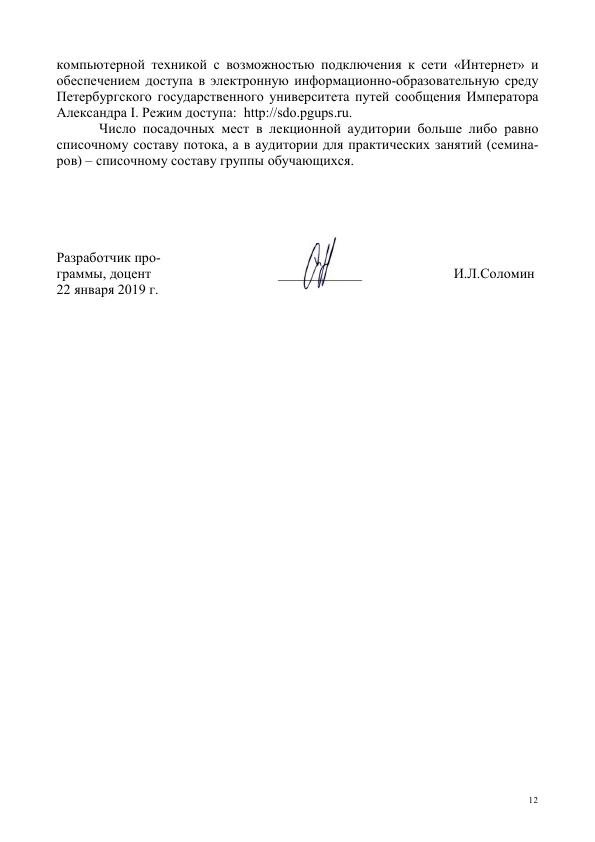 компьютерной техникой с возможностью подключения к сети «Интернет» и
обеспечением доступа в электронную информационно-образовательную среду
Петербургского государственного университета путей сообщения Императора
Александра I. Режим доступа:  http://sdo.pgups.ru.
Число посадочных мест в лекционной аудитории больше либо равно
списочному составу потока, а в аудитории для практических занятий (семина-
ров) – списочному составу группы обучающихся.
Разработчик про-
граммы, доцент
И.Л.Соломин
22 января 2019 г.
12